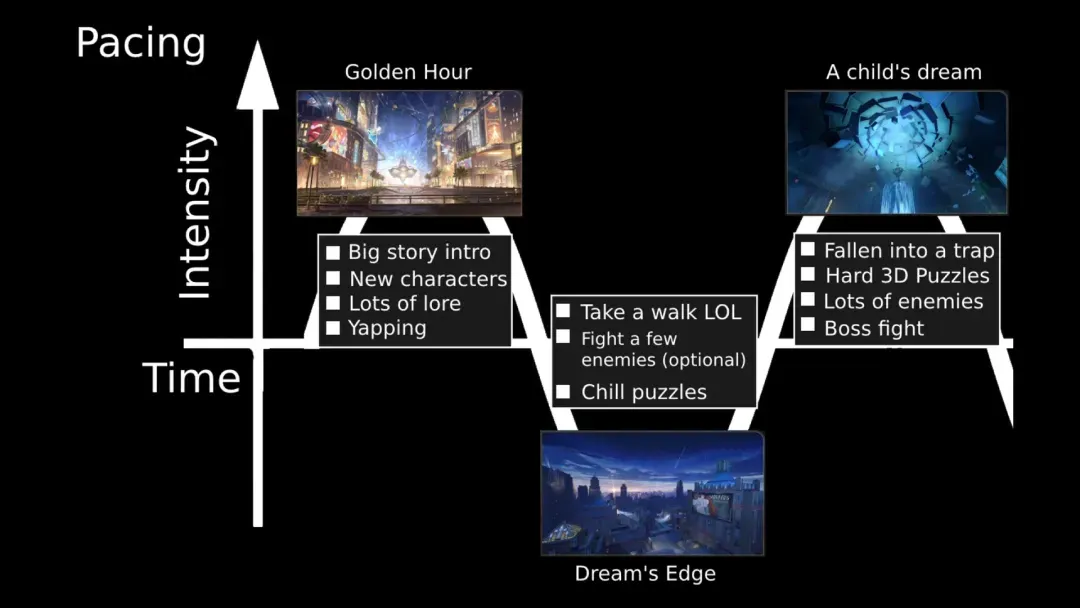 Pacing
Intensity
Time
Golden Hour
Big story intro
New characters
Lots of lore
Yapping
Take a walk LOL
Fight a few
enemies (optional)
Chill puzzles
Dream's Edge
A child's dream
Fallen into a trap
Hard 3D Puzzles
Lots of enemies
Boss fight